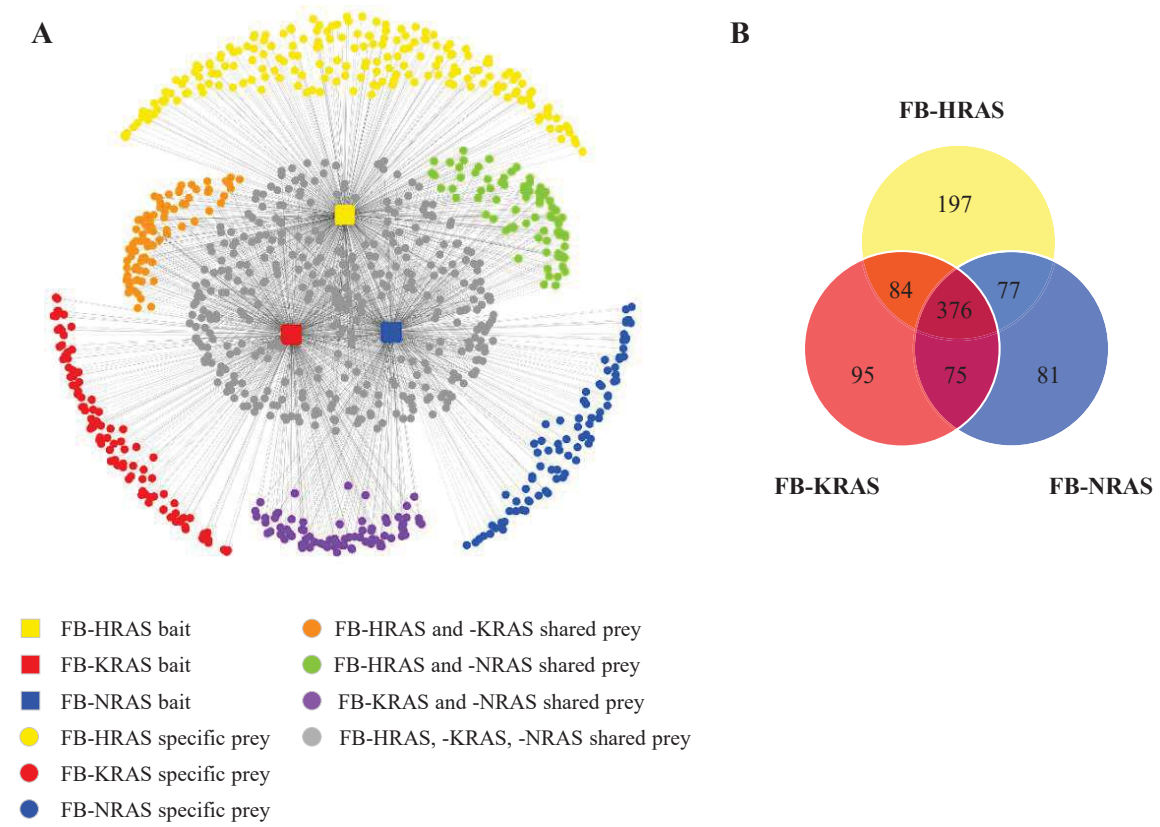 A
B
FB-HRAS
197
84
77
376
95
75
81
FB-KRAS
FB-NRAS
FB-HRAS bait
FB-KRAS bait
FB-NRAS bait
FB-HRAS specific prey
FB-KRAS specific prey
FB-NRAS specific prey
FB-HRAS and -KRAS shared prey
FB-HRAS and -NRAS shared prey
FB-KRAS and -NRAS shared prey
FB-HRAS, -KRAS, -NRAS shared prey